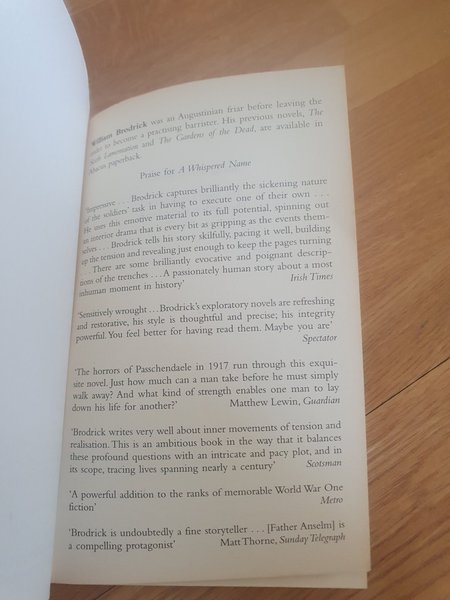 William Brodrick was an Augustinian friar before leaving the
order to become a practising barrister. His previous novels, The
Sixth Lamentation and The Gardens of the Dead, are available in
Abacus paperback.
Praise for A Whispered Name
'Impressive . . . Brodrick captures brilliantly the sickening nature
of the soldiers' task in having to execute one of their own . . .
He uses this emotive material to its full potential, spinning out
an interior drama that is every bit as gripping as the events them-
selves . . . Brodrick tells his story skilfully, pacing it well, building
up the tension and revealing just enough to keep the pages turning
. . . There are some brilliantly evocative and poignant descrip-
tions of the trenches . . . A passionately human story about a most
inhuman moment in history' Irish Times
'Sensitively wrought . . . Brodrick's exploratory novels are refreshing
and restorative, his style is thoughtful and precise; his integrity
powerful. You feel better for having read them. Maybe you are'
Spectator
'The horrors of Passchendaele in 1917 run through this exqui-
site novel. Just how much can a man take before he must simply
walk away? And what kind of strength enables one man to lay
down his life for another?' Matthew Lewin, Guardian
'Brodrick writes very well about inner movements of tension and
realisation. This is an ambitious book in the way that it balances
these profound questions with an intricate and pacy plot, and in
its scope, tracing lives spanning nearly a century' Scotsman
'A powerful addition to the ranks of memorable World War One
fiction' Metro
'Brodrick is undoubtedly a fine storyteller . . . [Father Anselm] is
a compelling protagonist' Matt Thorne, Sunday Telegraph